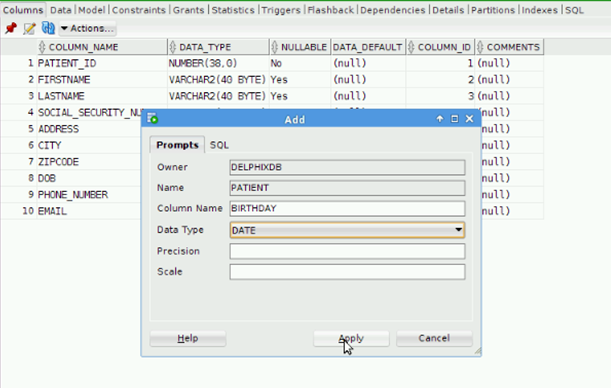 Columns Data Model Constraints Grants Statistics Triggers Flashback Dependencies Details Partitions Indexes SQL
Actions...
COLUMN_NAME DATA_TYPE NULLABLE DATA_DEFAULT COLUMN_ID COMMENTS
1 PATIENT_ID NUMBER(38,0) No (null) 1 (null)
2 FIRSTNAME VARCHAR2(40 BYTE) Yes (null) 2 (null)
3 LASTNAME VARCHAR2(40 BYTE) Yes (null) 3 (null)
4 SOCIAL_SECURITY_NU (null)
5 ADDRESS (null)
6 CITY (null)
7 ZIPCODE (null)
8 DOB (null)
9 PHONE_NUMBER (null)
10 EMAIL (null)
Add
Prompts SQL
Owner DELPHIXDB
Name PATIENT
Column Name BIRTHDAY
Data Type DATE
Precision
Scale
Help Apply Cancel